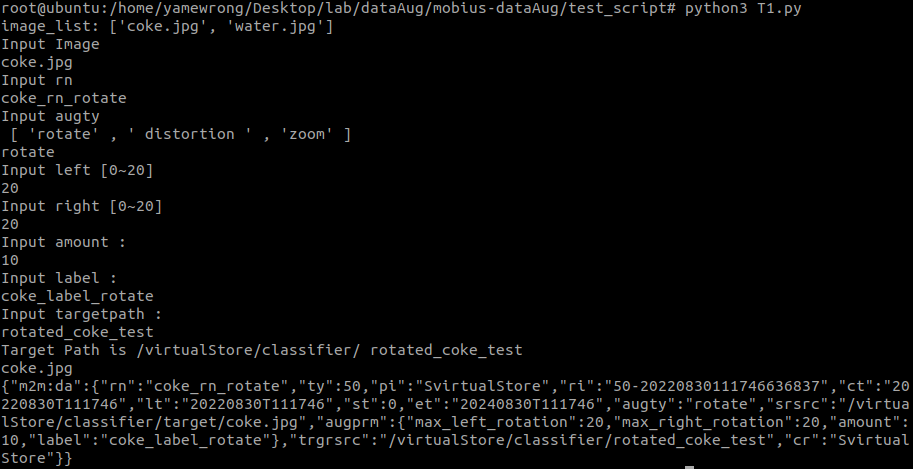 root@ubuntu:/home/yamewrong/Desktop/lab/dataAug/mobius-dataAug/test_script# python3 T1.py
image_list: ['coke.jpg', 'water.jpg']
Input Image
coke.jpg
Input rn
coke_rn_rotate
Input augty
 [ 'rotate' , ' distortion ' , 'zoom' ]
rotate
Input left [0~20]
20
Input right [0~20]
20
Input amount :
10
Input label :
coke_label_rotate
Input targetpath :
rotated_coke_test
Target Path is /virtualStore/classifier/ rotated_coke_test
coke.jpg
{"m2m:da":{"rn":"coke_rn_rotate","ty":50,"pi":"SvirtualStore","ri":"50-20220830111746636837","ct":"20
220830T111746","lt":"20220830T111746","st":0,"et":"20240830T111746","augty":"rotate","srsrc":"/virtua
lStore/classifier/target/coke.jpg","augprm":{"max_left_rotation":20,"max_right_rotation":20,"amount":
10,"label":"coke_label_rotate"},"trgrsrc":"/virtualStore/classifier/rotated_coke_test","cr":"Svirtual
Store"}}